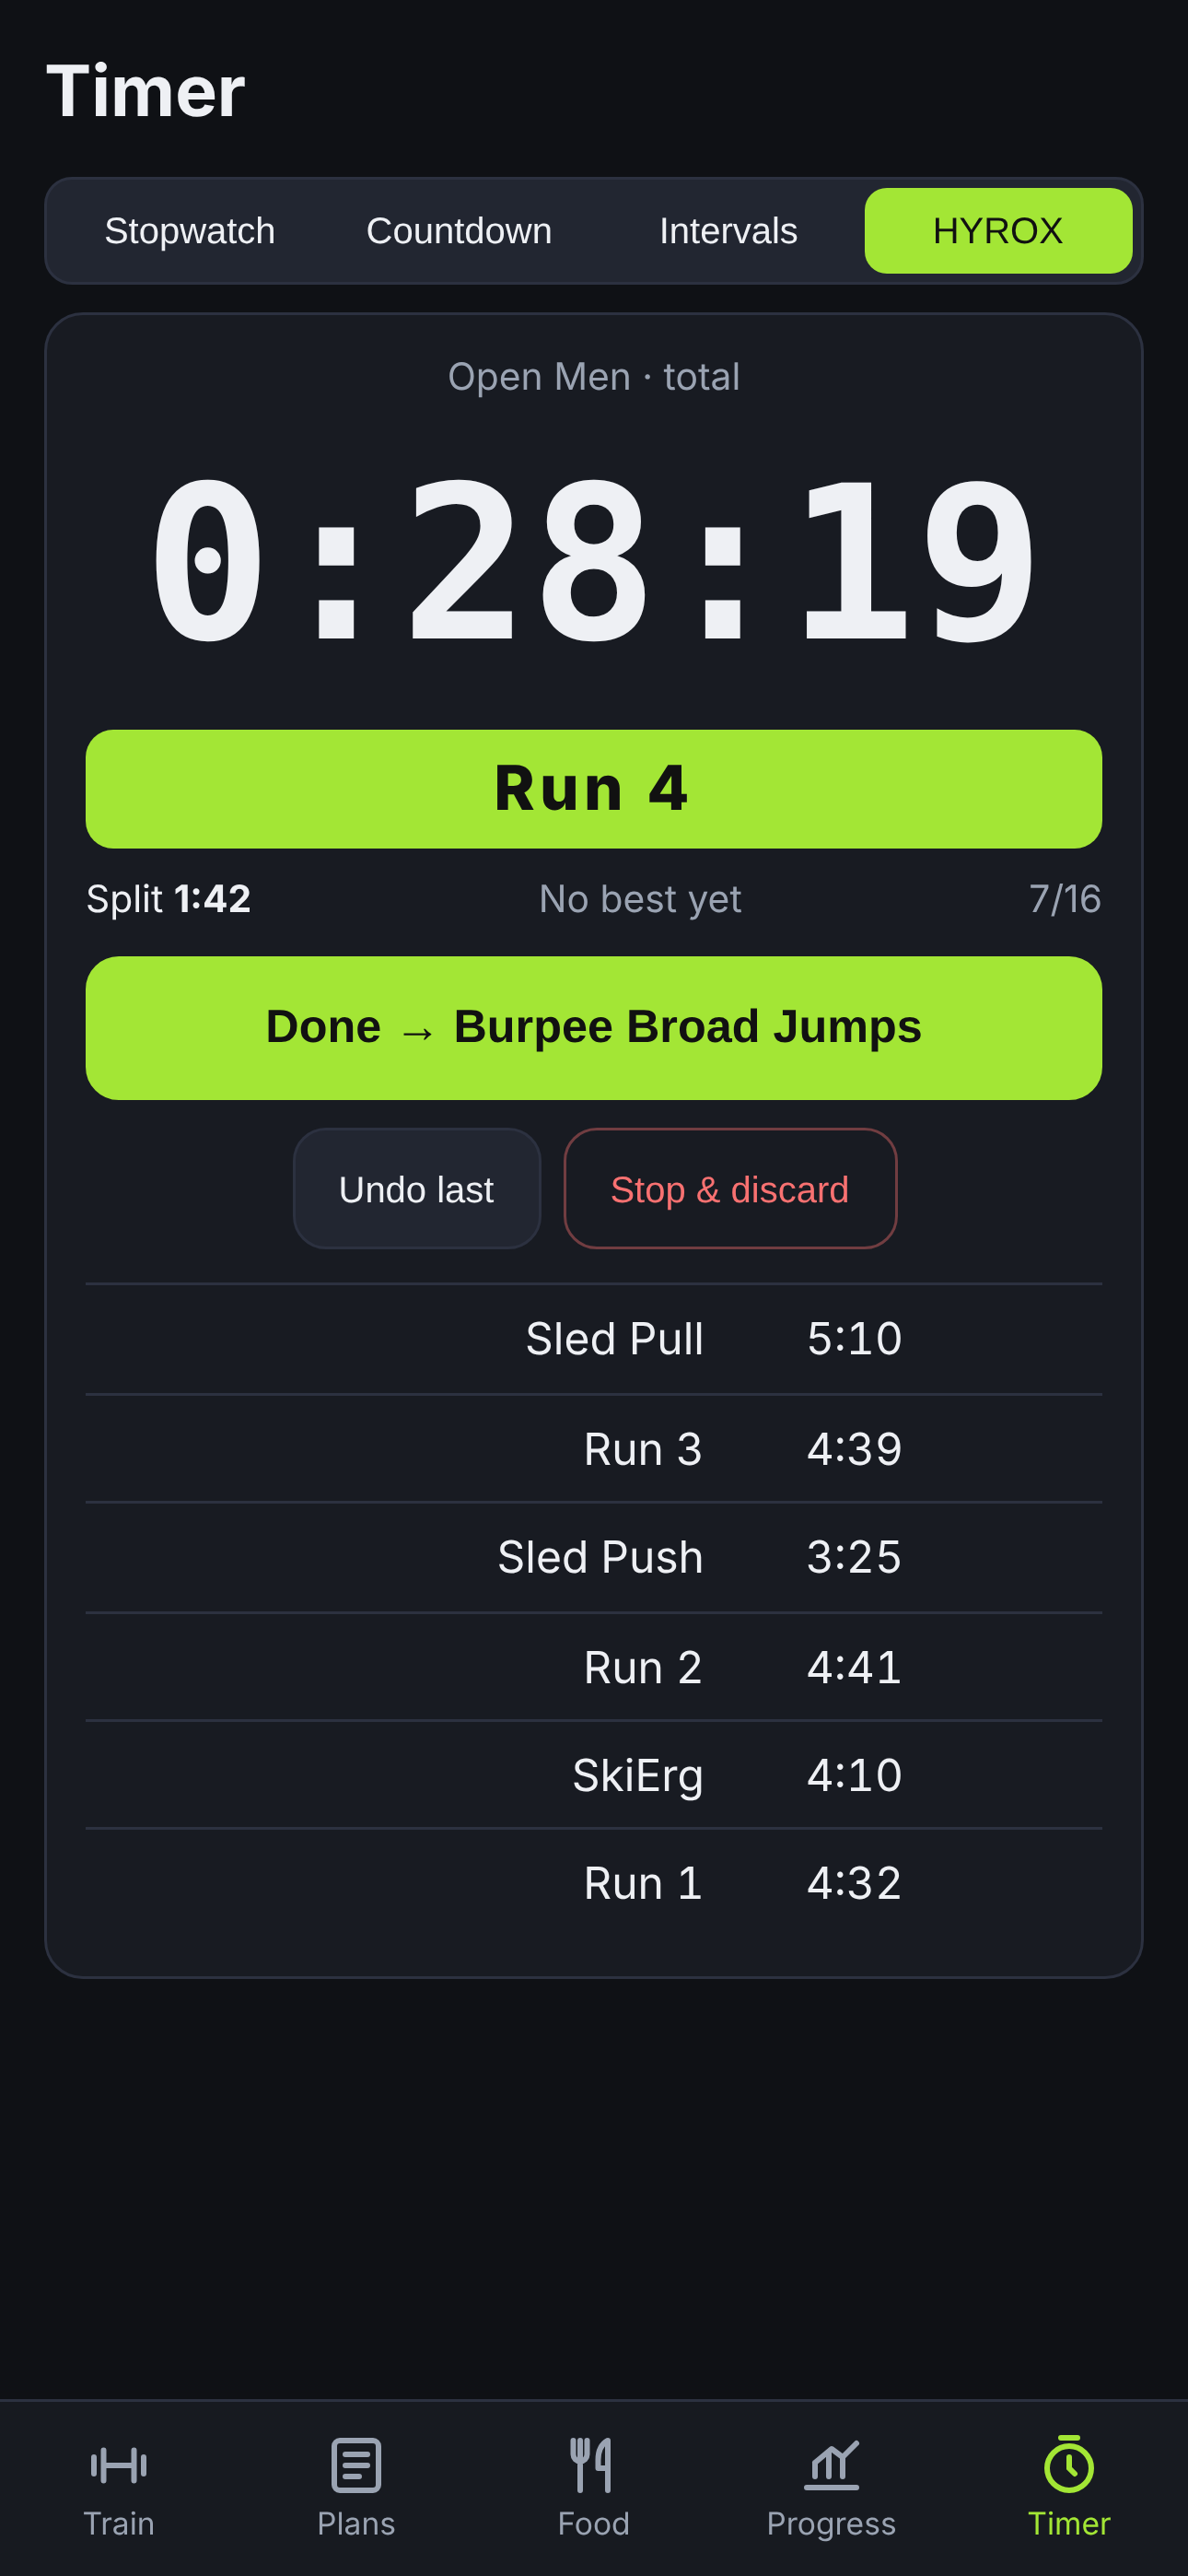 Timer
Stopwatch Countdown Intervals HYROX
Open Men · total
0:28:19
Run 4
Split 1:42 No best yet 7/16
Done → Burpee Broad Jumps
Undo last Stop & discard
Sled Pull 5:10
Run 3 4:39
Sled Push 3:25
Run 2 4:41
SkiErg 4:10
Run 1 4:32
Train Plans Food Progress Timer